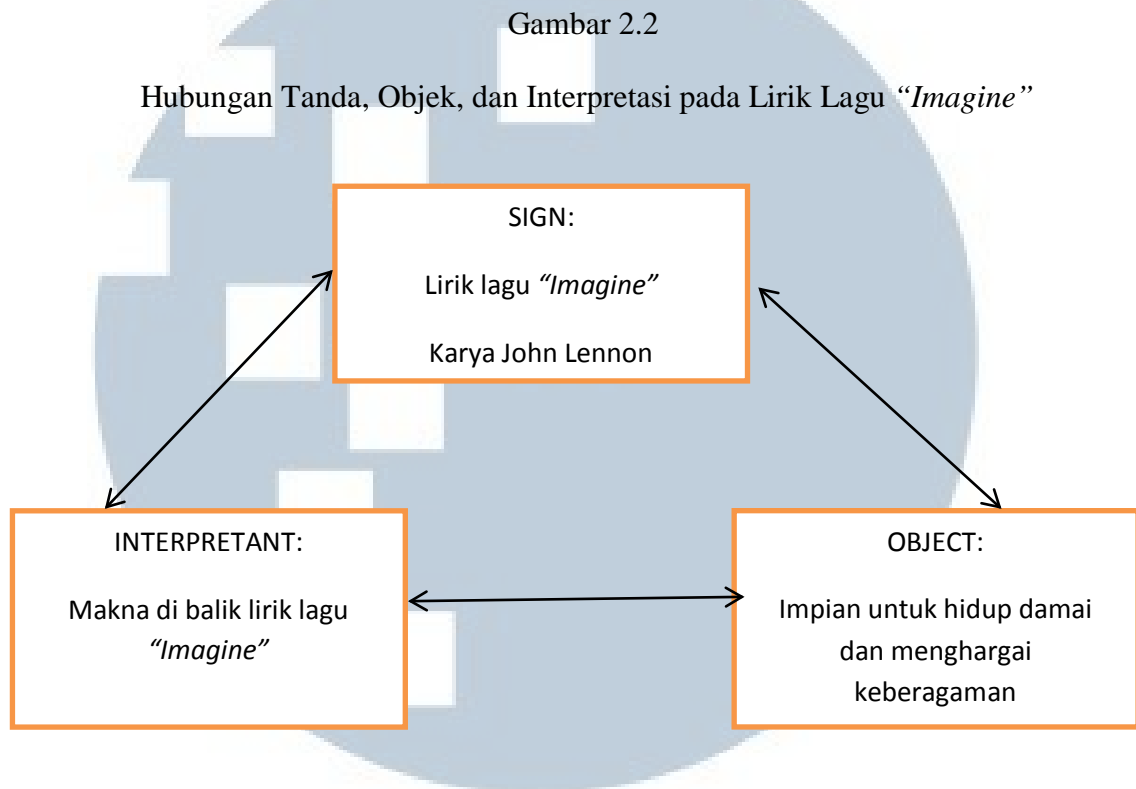 Gambar 2.2
Hubungan Tanda, Objek, dan Interpretasi pada Lirik Lagu “Imagine”
SIGN:
Lirik lagu “Imagine”
Karya John Lennon
INTERPRETANT:
Makna di balik lirik lagu
“Imagine”
OBJECT:
Impian untuk hidup damai
dan menghargai
keberagaman